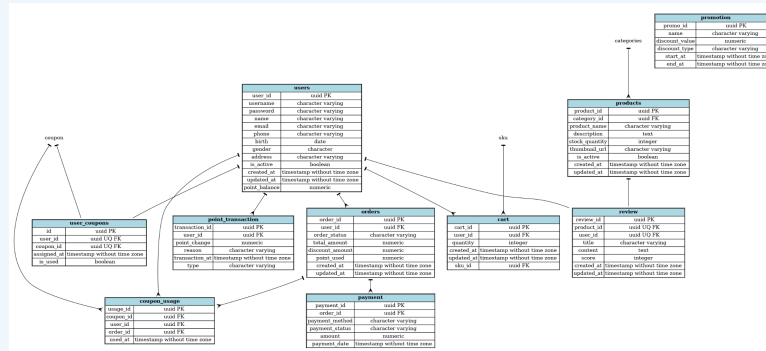 promotion
promo_id uuid PK
name character varying
discount_value numeric
discount_type character varying
start_at timestamp without time zo
end_at timestamp without time zo
categories
users
user_id uuid PK
username character varying
password character varying
name character varying
email character varying
phone character varying
birth date
gender character
address character varying
is_active boolean
created_at timestamp without time zone
updated_at timestamp without time zone
point_balance numeric
products
product_id uuid PK
category_id uuid FK
product_name character varying
description text
stock_quantity integer
thumbnail_url character varying
is_active boolean
created_at timestamp without time zone
updated_at timestamp without time zone
coupon
sku
user_coupons
id uuid PK
user_id uuid UQ FK
coupon_id uuid UQ FK
assigned_at timestamp without time zone
is_used boolean
point_transaction
transaction_id uuid PK
user_id uuid FK
point_change numeric
reason character varying
transaction_at timestamp without time zone
type character varying
orders
order_id uuid PK
user_id uuid FK
order_status character varying
total_amount numeric
discount_amount numeric
point_used numeric
created_at timestamp without time zone
updated_at timestamp without time zone
cart
cart_id uuid PK
user_id uuid FK
quantity integer
created_at timestamp without time zone
updated_at timestamp without time zone
sku_id uuid FK
review
review_id uuid PK
product_id uuid UQ FK
user_id uuid UQ FK
title character varying
content text
score integer
created_at timestamp without time zone
updated_at timestamp without time zone
coupon_usage
usage_id uuid PK
coupon_id uuid FK
user_id uuid FK
order_id uuid FK
used_at timestamp without time zone
payment
payment_id uuid PK
order_id uuid FK
payment_method character varying
payment_status character varying
amount numeric
payment_date timestamp without time zone